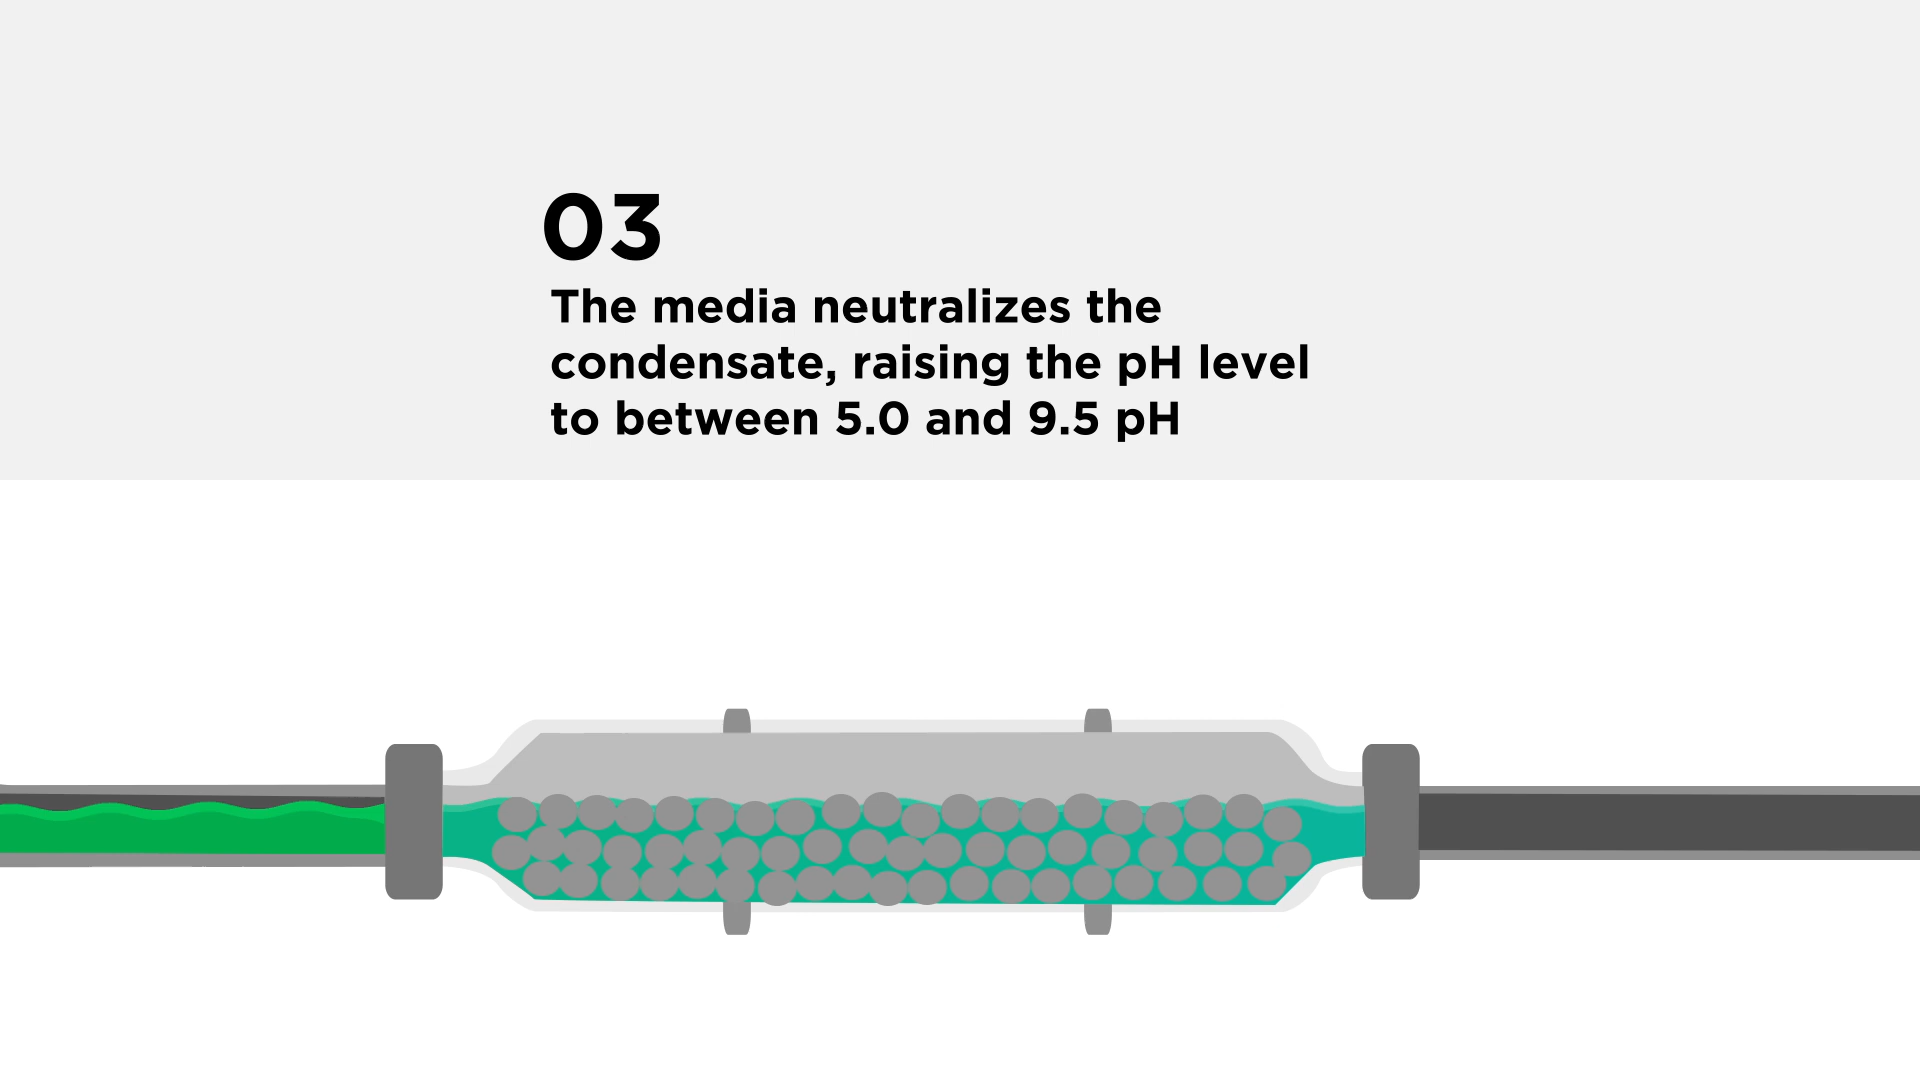 03
The media neutralizes the
condensate, raising the pH level
to between 5.0 and 9.5 pH